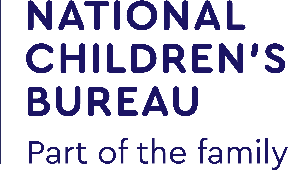 NATIONAL
CHILDREN'S
BUREAU
Part of the family